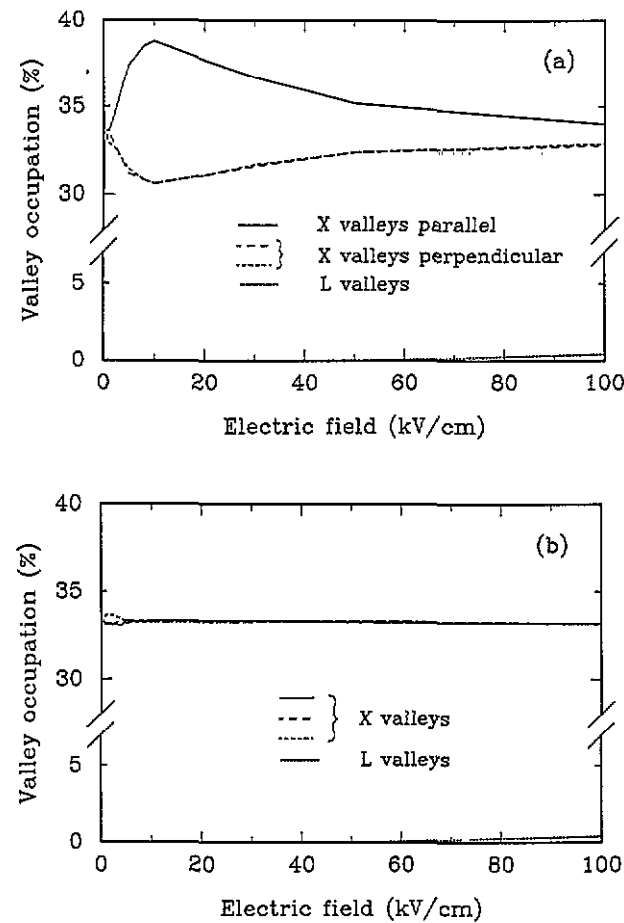 40
(a)
35
30
Valley occupation (%)
X valleys parallel
X valleys perpendicular
L valleys
5
0
0 20 40 60 80 100
Electric field (kV/cm)
40
(b)
35
30
Valley occupation (%)
X valleys
L valleys
5
0
0 20 40 60 80 100
Electric field (kV/cm)